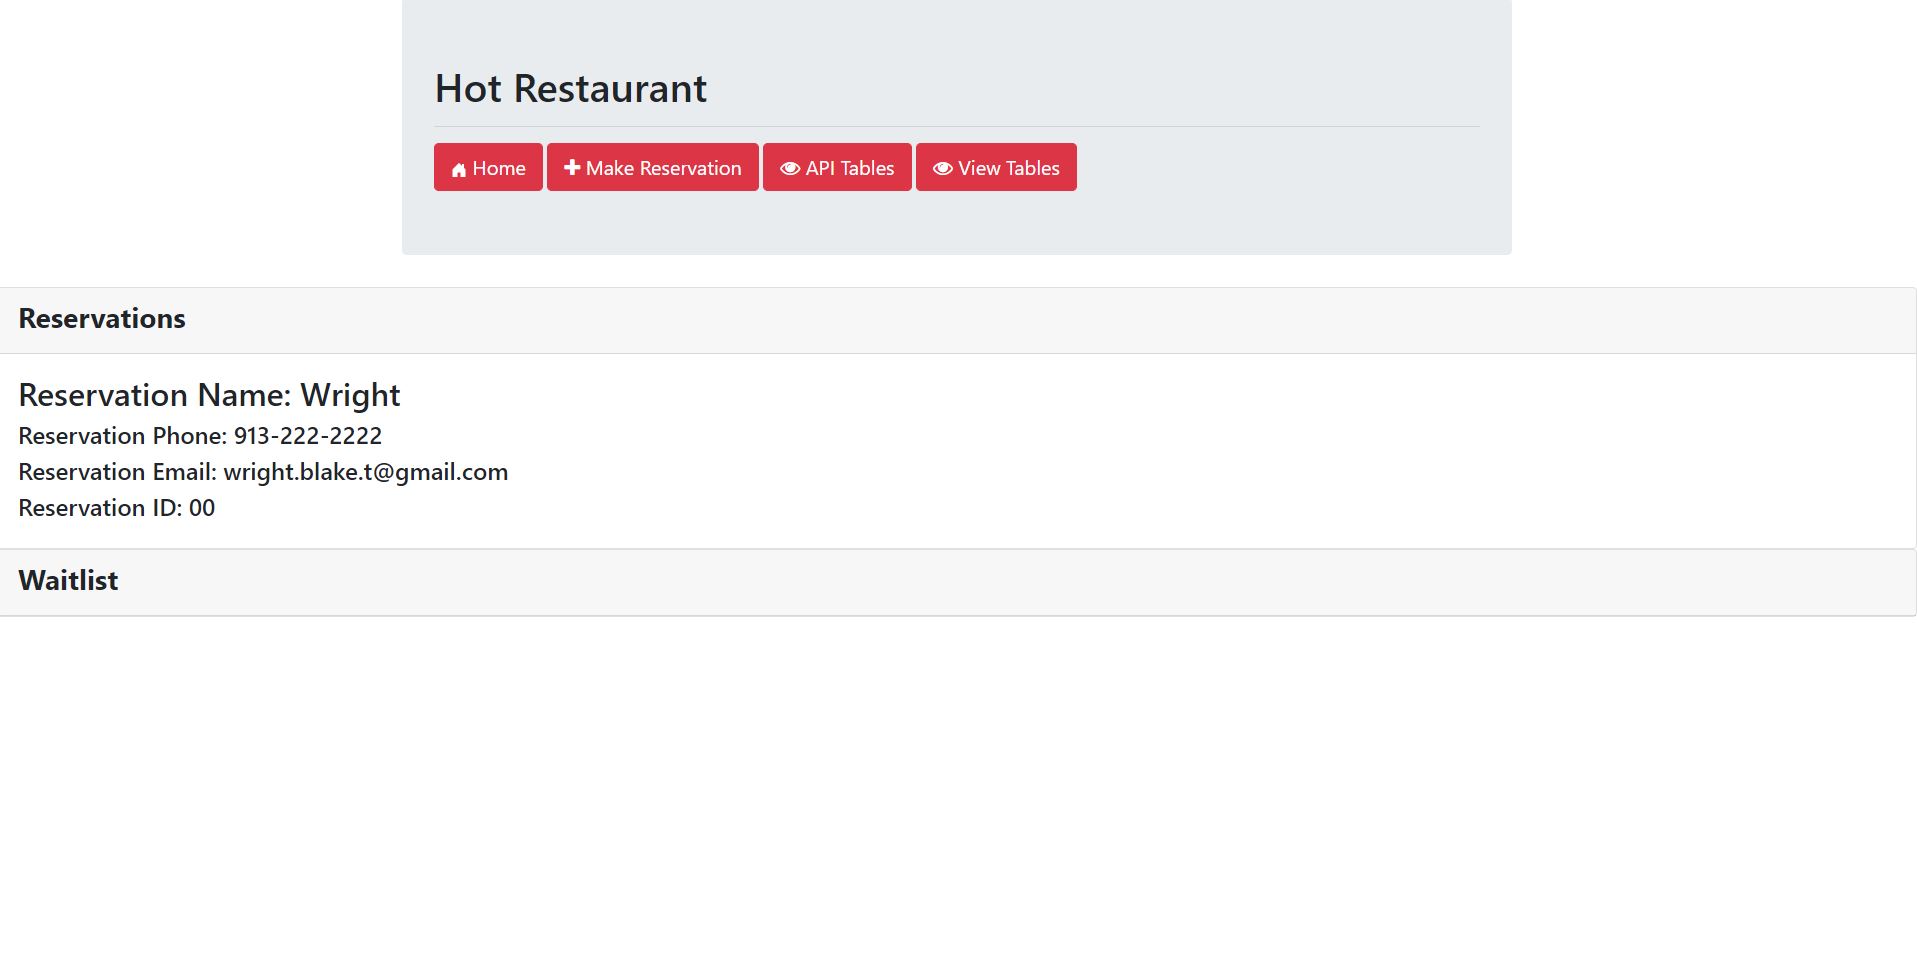 Hot Restaurant
Home Make Reservation API Tables View Tables
Reservations
Reservation Name: Wright
Reservation Phone: 913-222-2222
Reservation Email: wright.blake.t@gmail.com
Reservation ID: 00
Waitlist